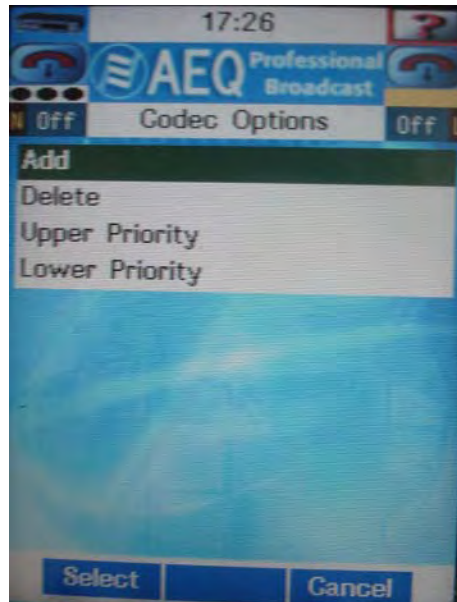 17:26
?
AEQ Professional Broadcast
Off Codec Options Off
Add
Delete
Upper Priority
Lower Priority
Select Cancel